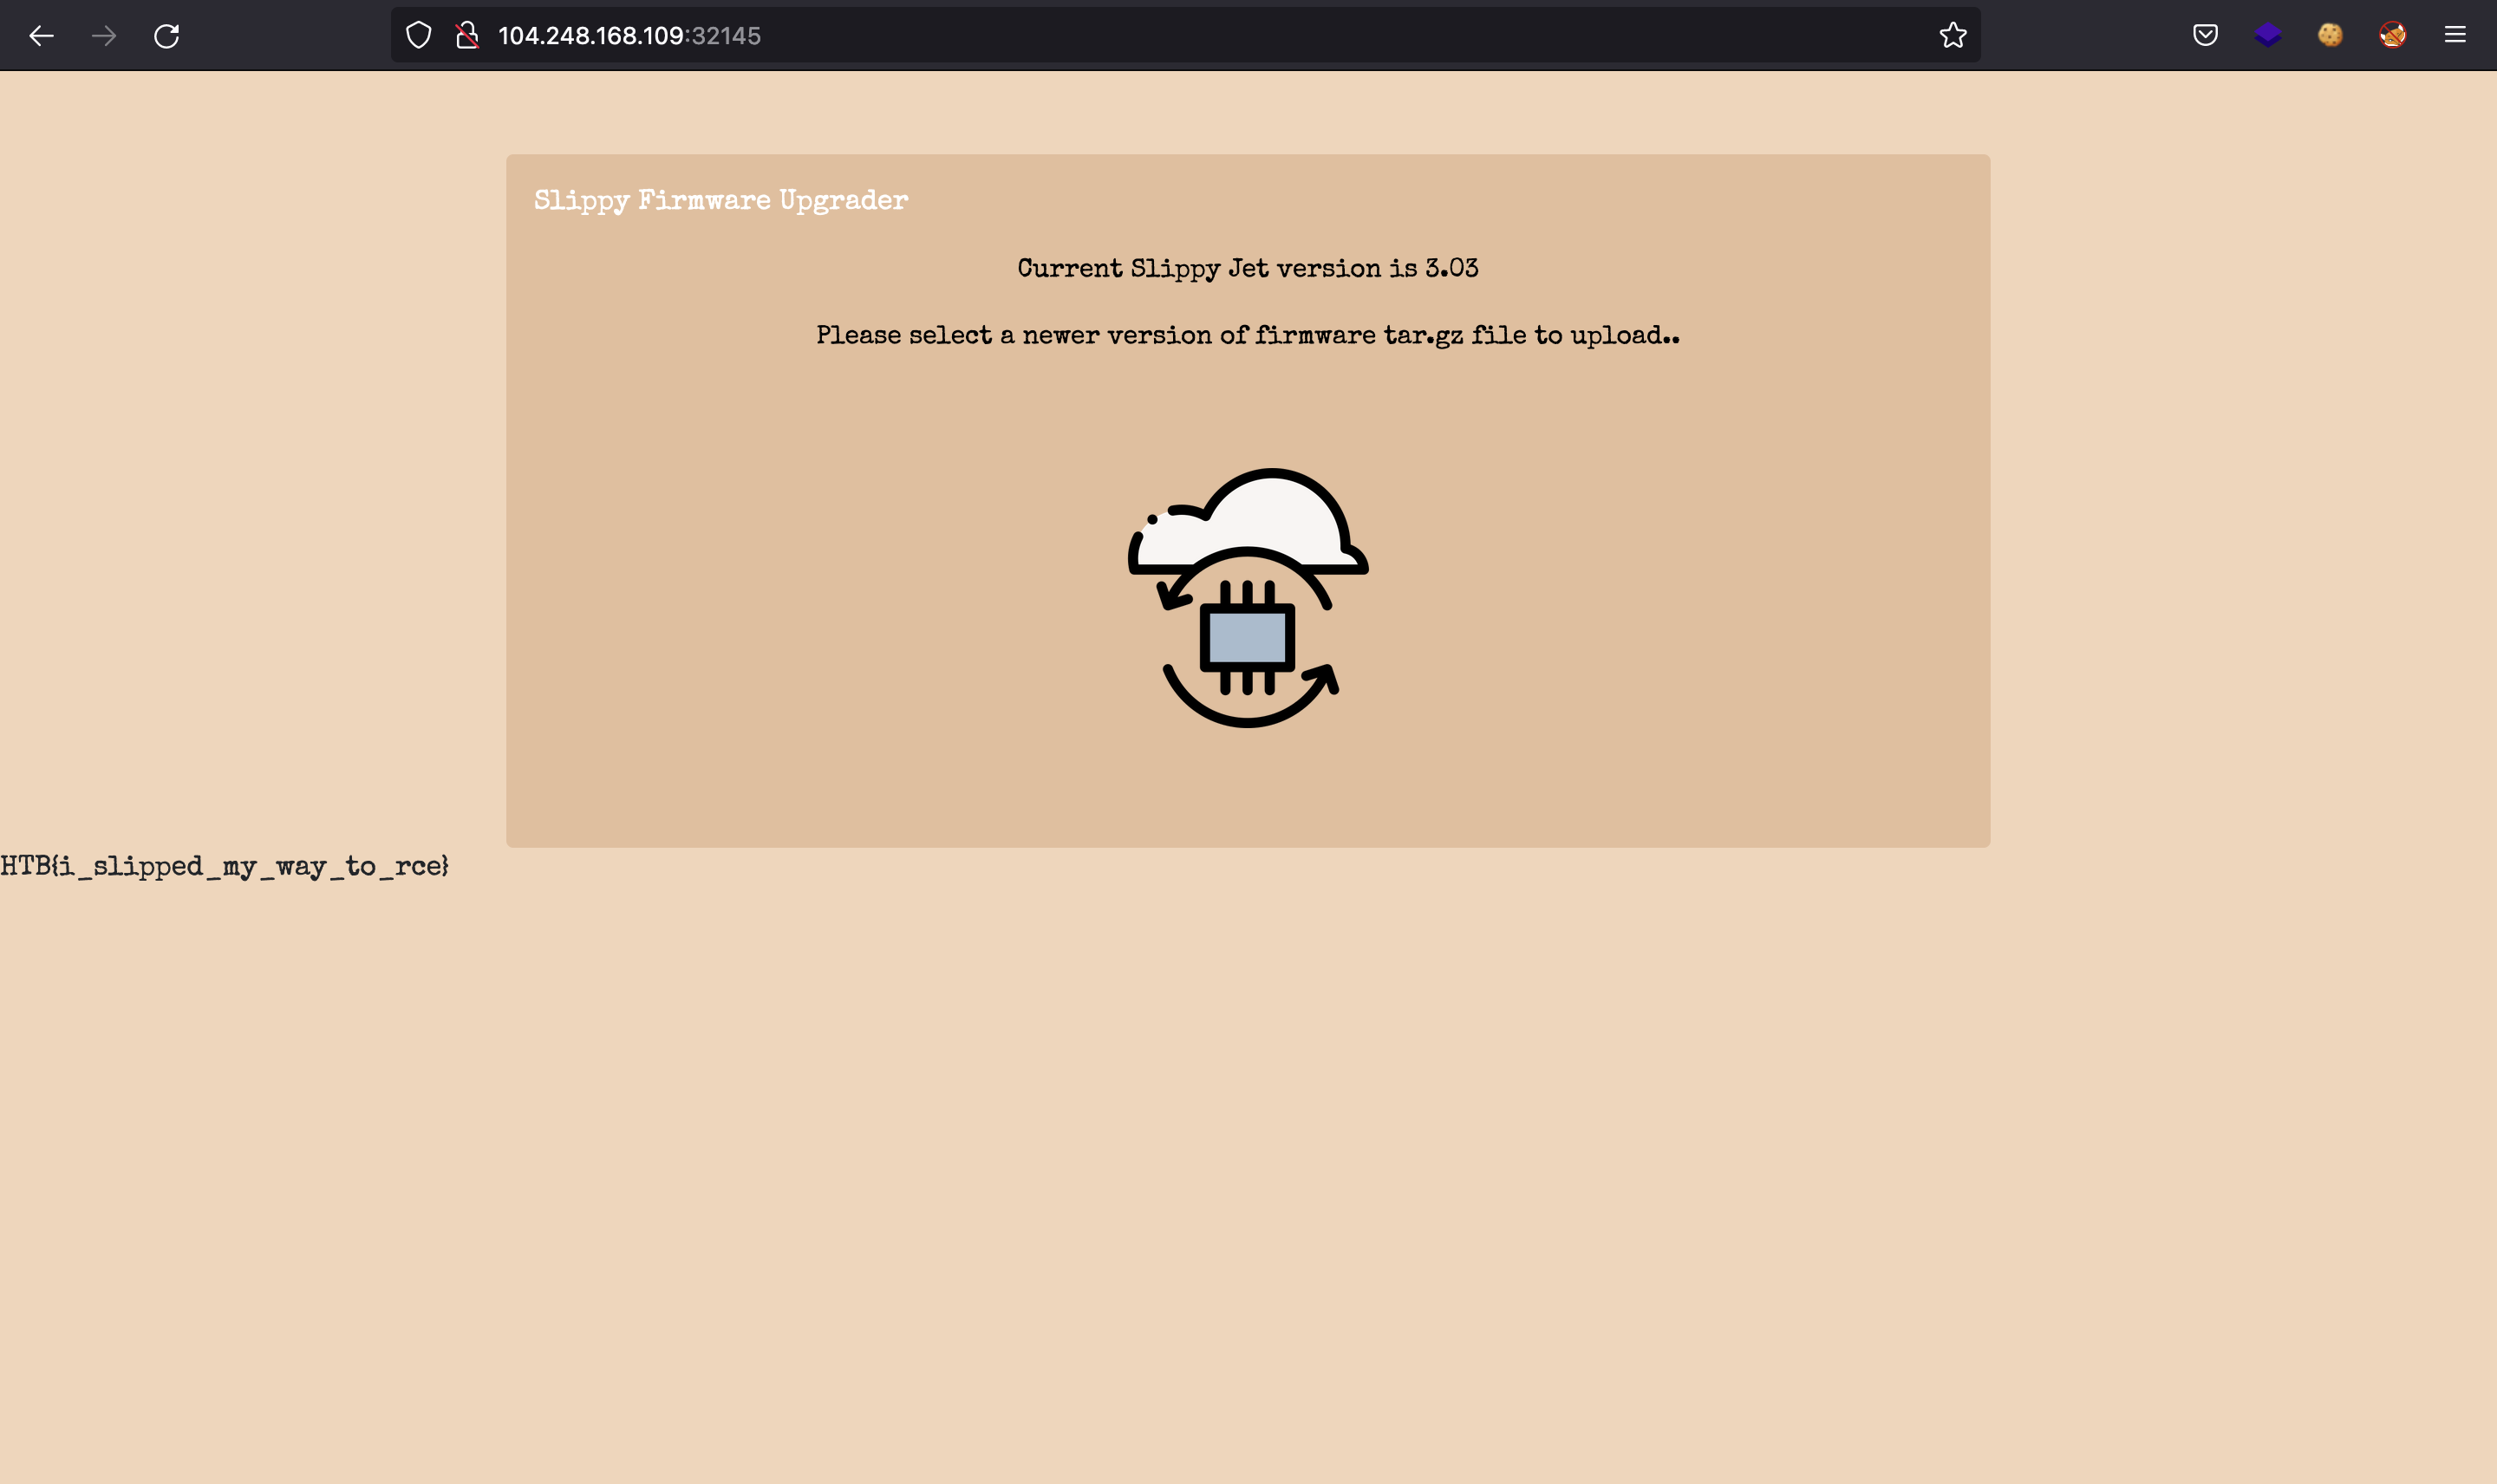 104.248.168.109:32145
Slippy Firmware Upgrader
Current Slippy Jet version is 3.03
Please select a newer version of firmware tar.gz file to upload..
HTB{i_slipped_my_way_to_rce}